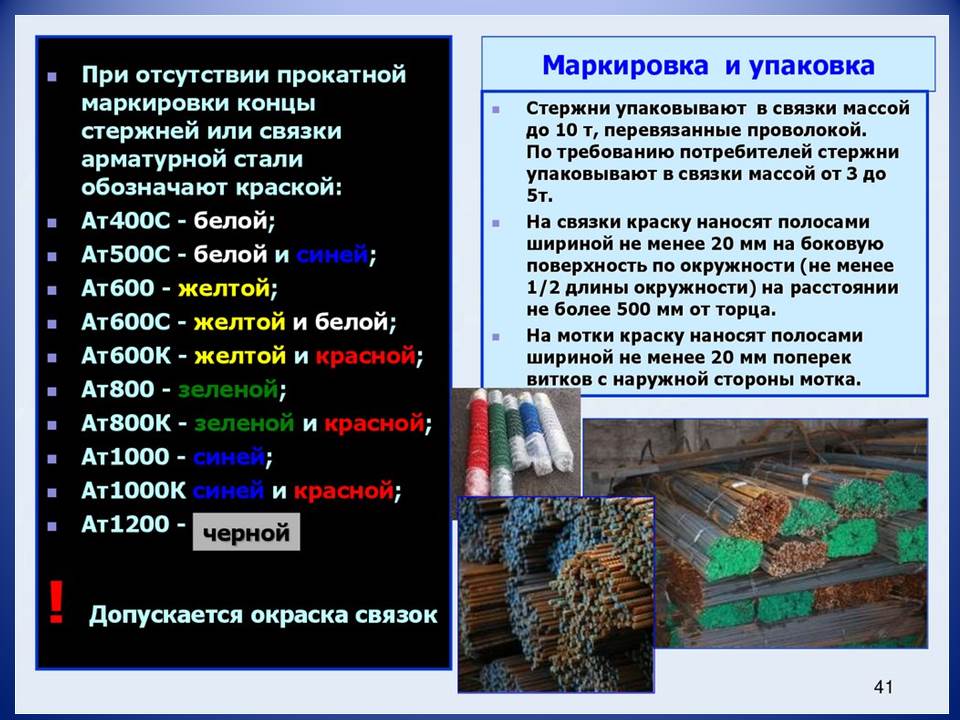 При отсутствии прокатной
маркировки концы
стержней или связки
арматурной стали
обозначают краской:
Ат400С - белой;
Ат500С - белой и синей;
Ат600 - желтой;
Ат600С - желтой и белой;
Ат600К - желтой и красной;
Ат800 - зеленой;
Ат800К - зеленой и красной;
Ат1000 - синей;
Ат1000К синей и красной;
Ат1200 - черной
! Допускается окраска связок
Маркировка и упаковка
Стержни упаковывают в связки массой
до 10 т, перевязанные проволокой.
По требованию потребителей стержни
упаковывают в связки массой от 3 до
5т.
На связки краску наносят полосами
шириной не менее 20 мм на боковую
поверхность по окружности (не менее
1/2 длины окружности) на расстоянии
не более 500 мм от торца.
На мотки краску наносят полосами
шириной не менее 20 мм поперек
витков с наружной стороны мотка.
41